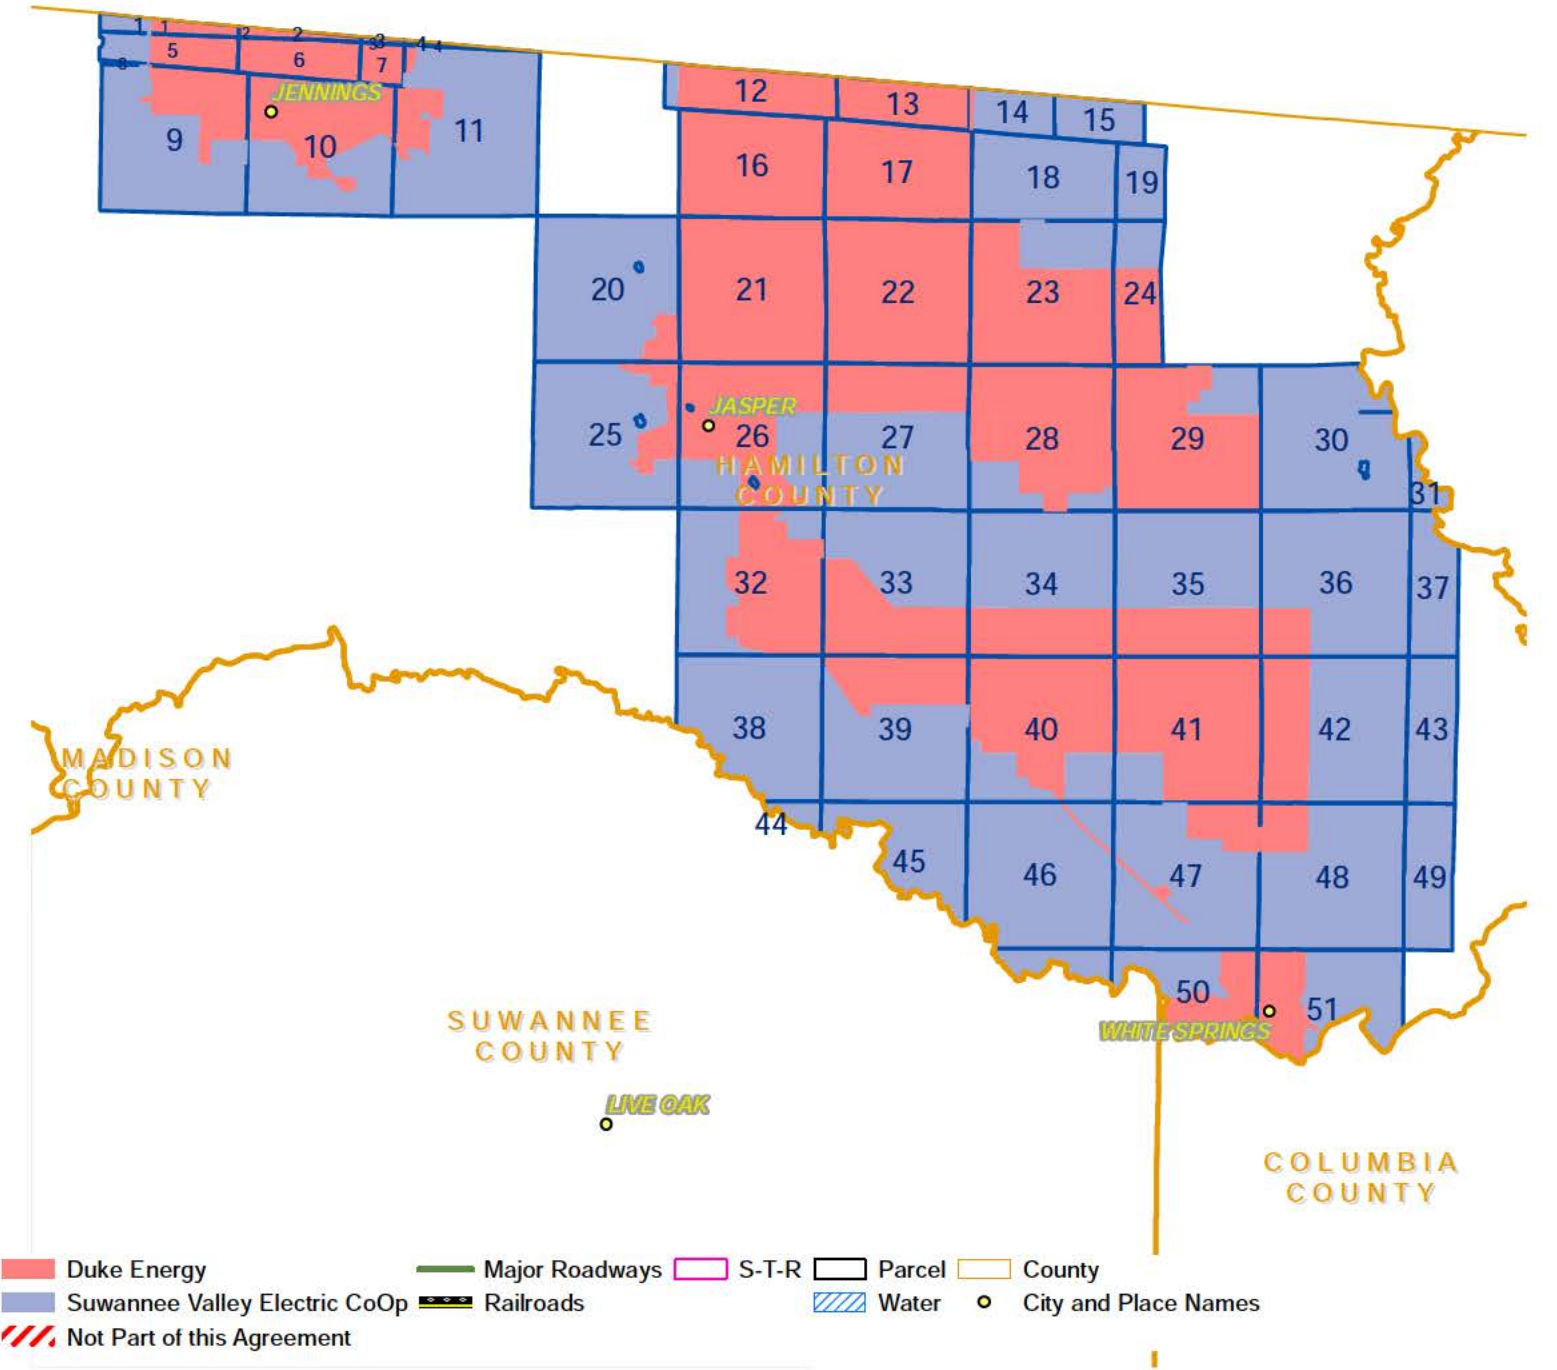 1 1 2 2 3 3 4 4
5 6 7
8
JENNINGS
9 10 11
12 13 14 15
16 17 18 19
20 21 22 23 24
JASPER
25 26 27 28 29 30
HAMILTON
COUNTY
31
32 33 34 35 36 37
38 39 40 41 42 43
MADISON
COUNTY
44 45 46 47 48 49
50 51
WHITE SPRINGS
SUWANNEE
COUNTY
LIVE OAK
COLUMBIA
COUNTY
Duke Energy Major Roadways S-T-R Parcel County
Suwannee Valley Electric CoOp Railroads Water City and Place Names
Not Part of this Agreement